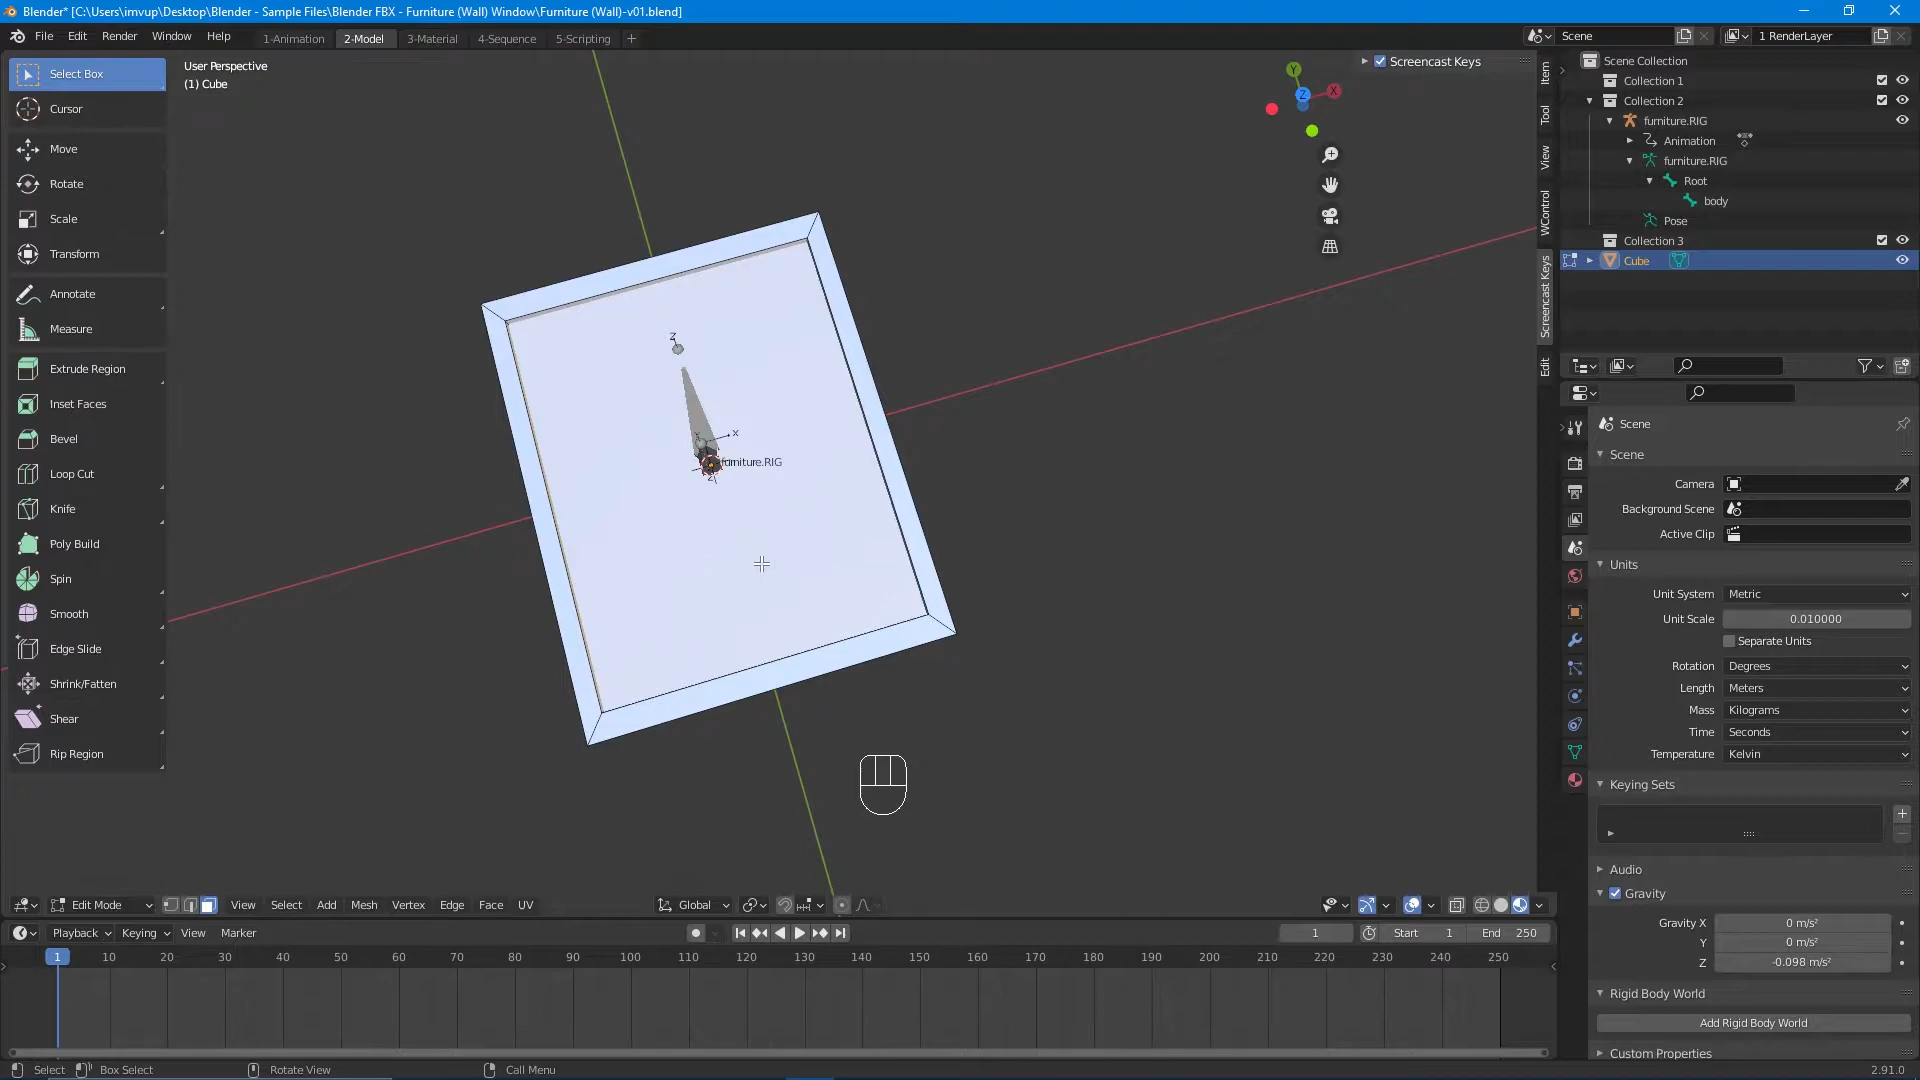 Blender* [C:\Users\imvup\Desktop\Blender - Sample Files\Blender FBX - Furniture (Wall) Window\Furniture (Wall)-v01.blend]
File Edit Render Window Help 1-Animation 2-Model 3-Material 4-Sequence 5-Scripting + Scene 1 RenderLayer
Select Box
Cursor
Move
Rotate
Scale
Transform
Annotate
Measure
Extrude Region
Inset Faces
Bevel
Loop Cut
Knife
Poly Build
Spin
Smooth
Edge Slide
Shrink/Fatten
Shear
Rip Region
User Perspective
(1) Cube
Screencast Keys
Y
X
Z
Z
X
furniture.RIG
Z
Item
Tool
View
WControl
Screencast Keys
Edit
Scene Collection
Collection 1
Collection 2
furniture.RIG
Animation
furniture.RIG
Root
body
Pose
Collection 3
Cube
Scene
Scene
Camera
Background Scene
Active Clip
Units
Unit System Metric
Unit Scale 0.010000
Separate Units
Rotation Degrees
Length Meters
Mass Kilograms
Time Seconds
Temperature Kelvin
Keying Sets
Audio
Gravity
Gravity X 0 m/s²
Y 0 m/s²
Z -0.098 m/s²
Rigid Body World
Add Rigid Body World
Custom Properties
Edit Mode View Select Add Mesh Vertex Edge Face UV Global
Playback Keying View Marker 1 Start 1 End 250
1 10 20 30 40 50 60 70 80 90 100 110 120 130 140 150 160 170 180 190 200 210 220 230 240 250
Select Box Select Rotate View Call Menu 2.91.0